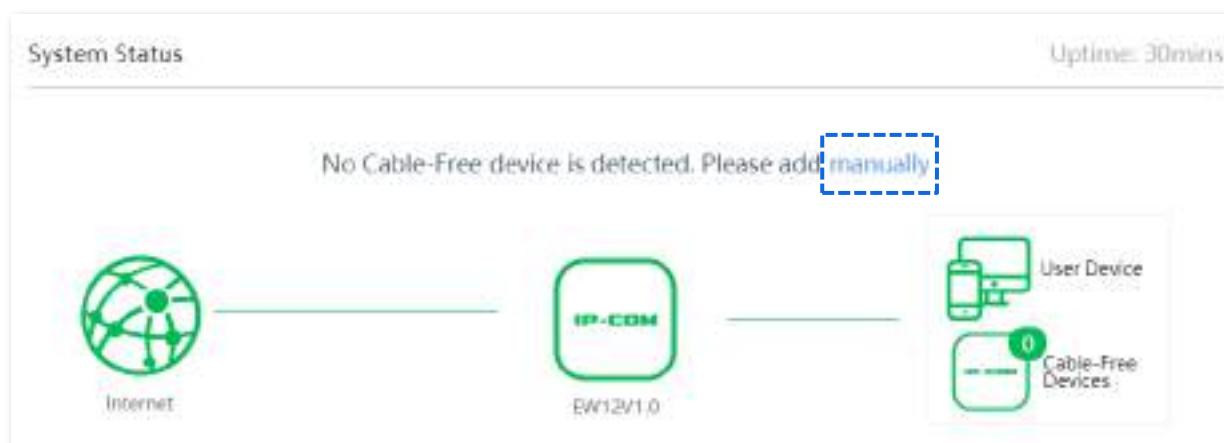 System Status
Uptime: 30mins
No Cable-Free device is detected. Please add manually
IP-COM
User Device
0
Cable-Free
Devices
Internet
EW12V1.0